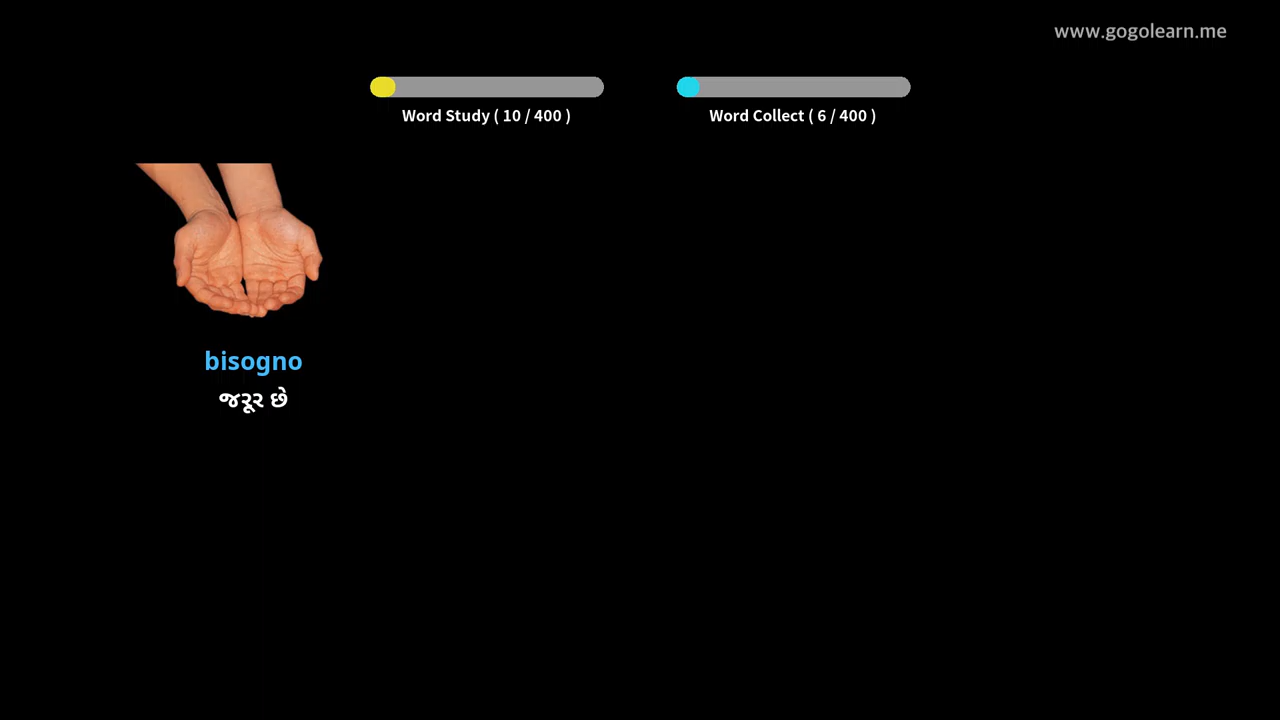 www.gogolearn.me
Word Study ( 10 / 400 )
Word Collect ( 6 / 400 )
bisogno
જરૂર છે